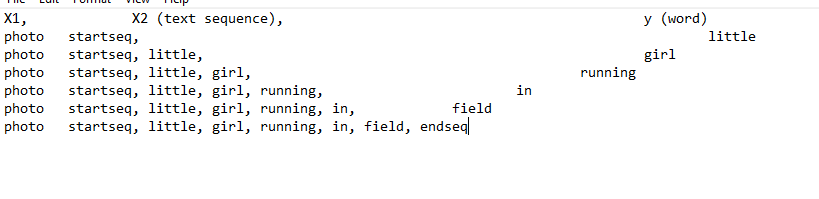 File Edit Format View Help
X1, X2 (text sequence), y (word)
photo startseq, little
photo startseq, little, girl
photo startseq, little, girl, running
photo startseq, little, girl, running, in
photo startseq, little, girl, running, in, field
photo startseq, little, girl, running, in, field, endseq